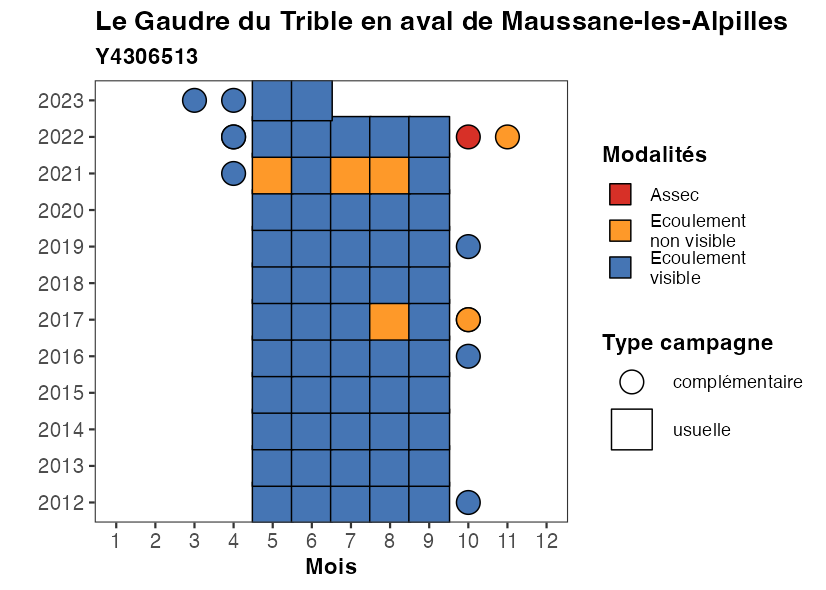 Le Gaudre du Trible en aval de Maussane-les-Alpilles
Y4306513
2023
2022
2021
2020
2019
2018
2017
2016
2015
2014
2013
2012
1 2 3 4 5 6 7 8 9 10 11 12
Mois
Modalités
Assec
Ecoulement
non visible
Ecoulement
visible
Type campagne
complémentaire
usuelle